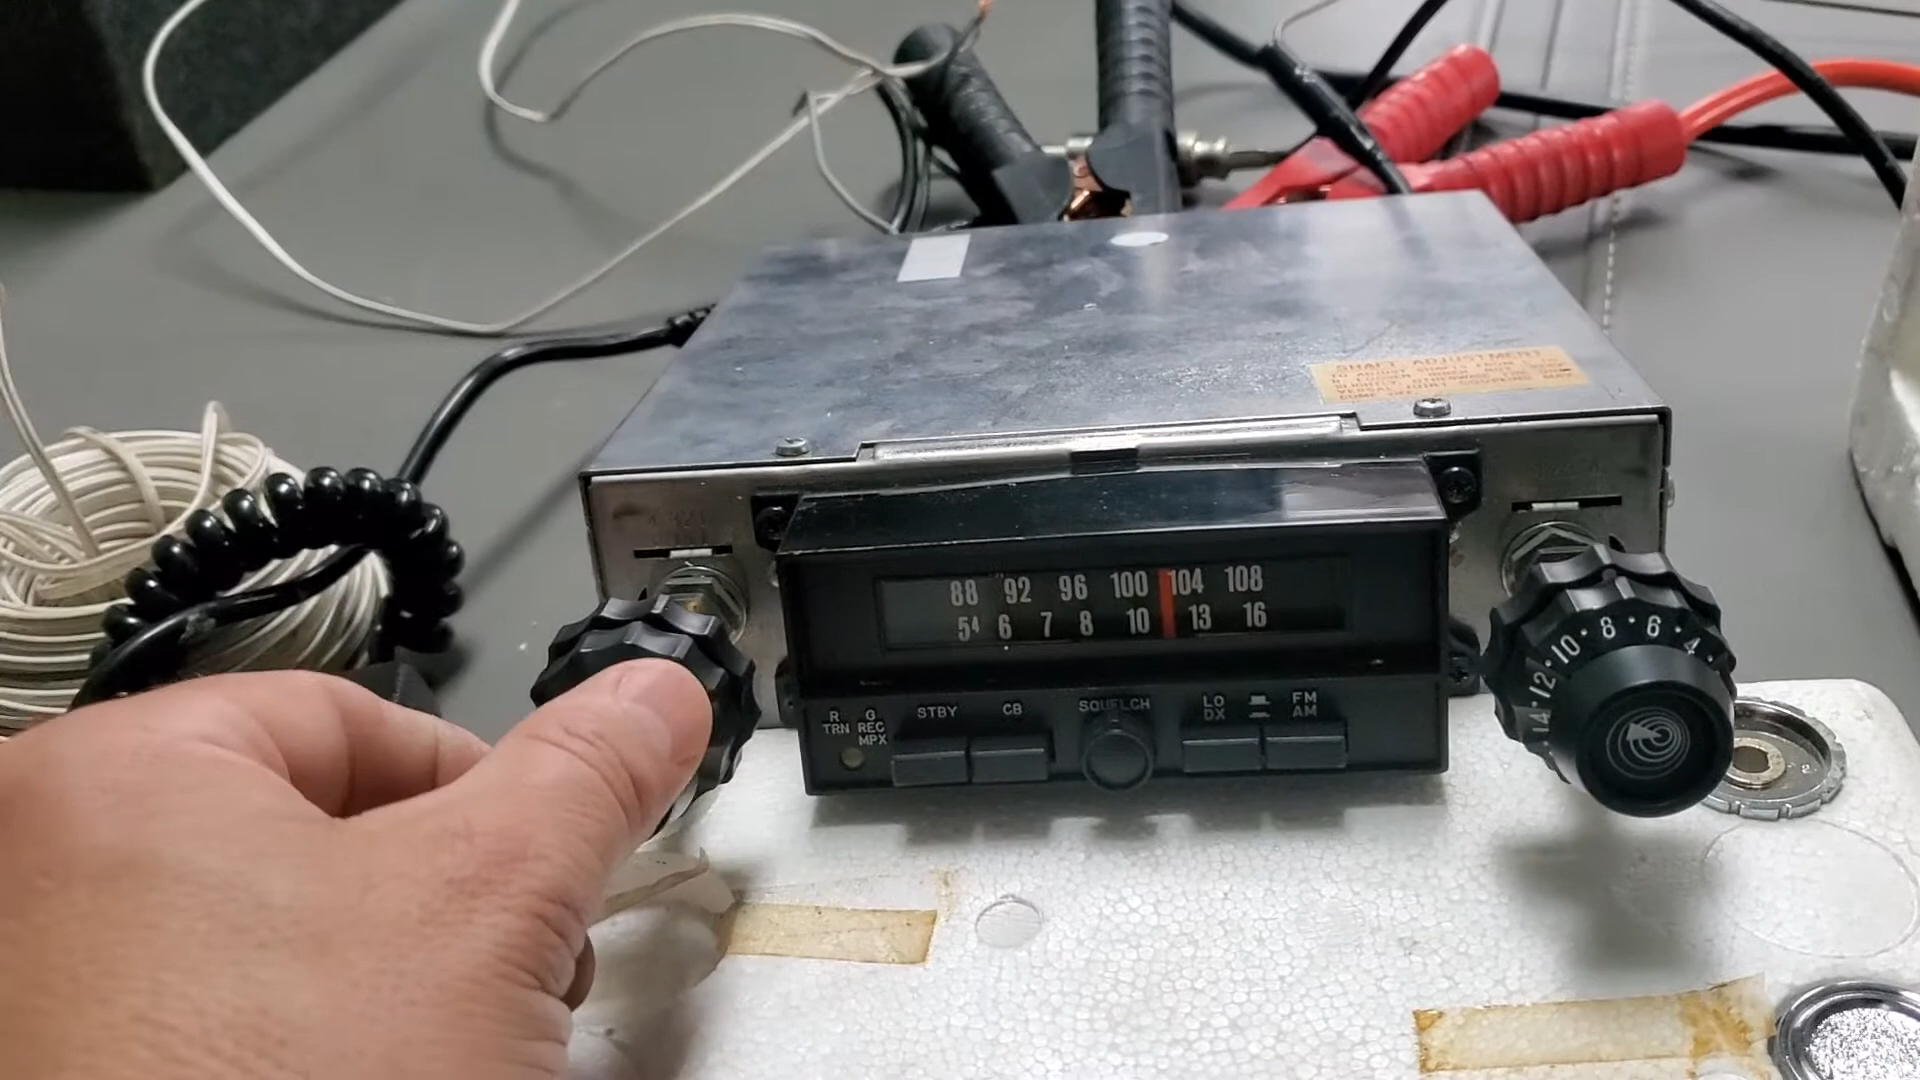 SHAFT ADJUSTMENT
88 92 96 100 104 108
5⁴ 6 7 8 10 13 16
R G
TRN REC
MPX
STBY
CB
SQUELCH
LO
DX
FM
AM
14 · 12 · 10 · 8 · 6 · 4